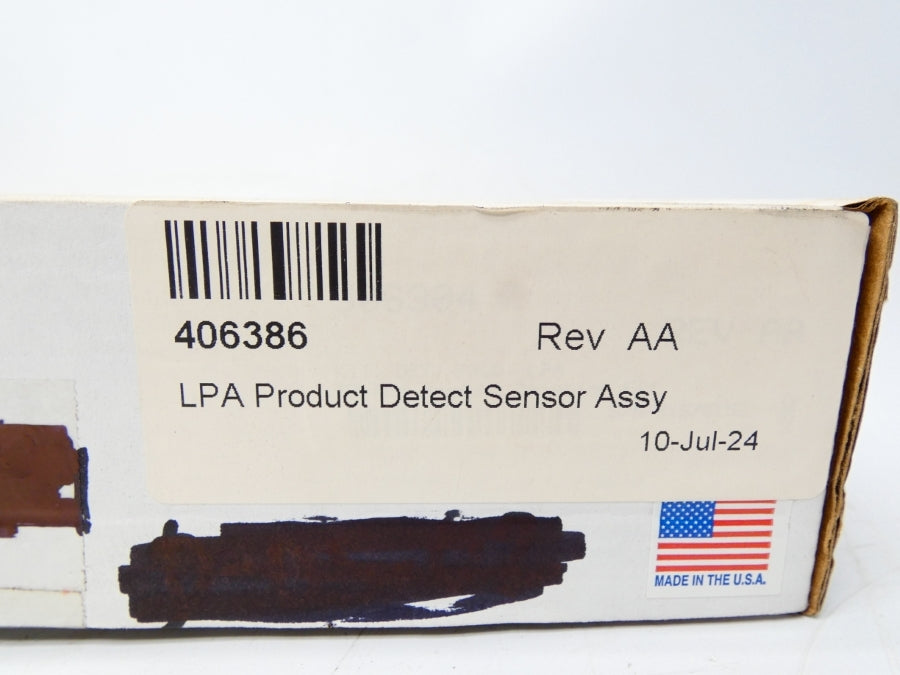 406386 Rev AA
LPA Product Detect Sensor Assy
10-Jul-24
MADE IN THE U.S.A.